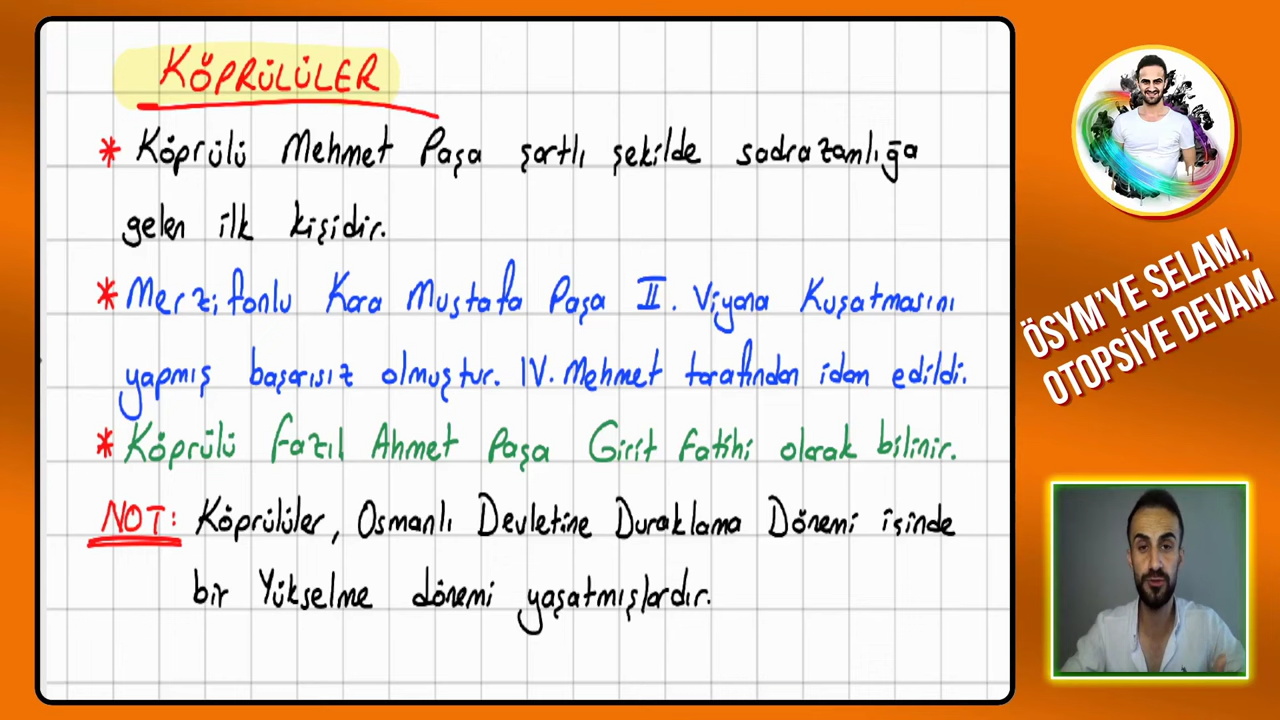 KÖPRÜLÜLER
* Köprülü Mehmet Paşa şartlı şekilde sadrazamlığa
gelen ilk kişidir.
* Merzifonlu Kara Mustafa Paşa II. Viyana Kuşatmasını
yapmış başarısız olmuştur. IV. Mehmet tarafından idam edildi.
* Köprülü Fazıl Ahmet Paşa Girit Fatihi olarak bilinir.
NOT: Köprülüler, Osmanlı Devletine Duraklama Dönemi içinde
bir Yükselme dönemi yaşatmışlardır.
ÖSYM'YE SELAM,
OTOPSİYE DEVAM